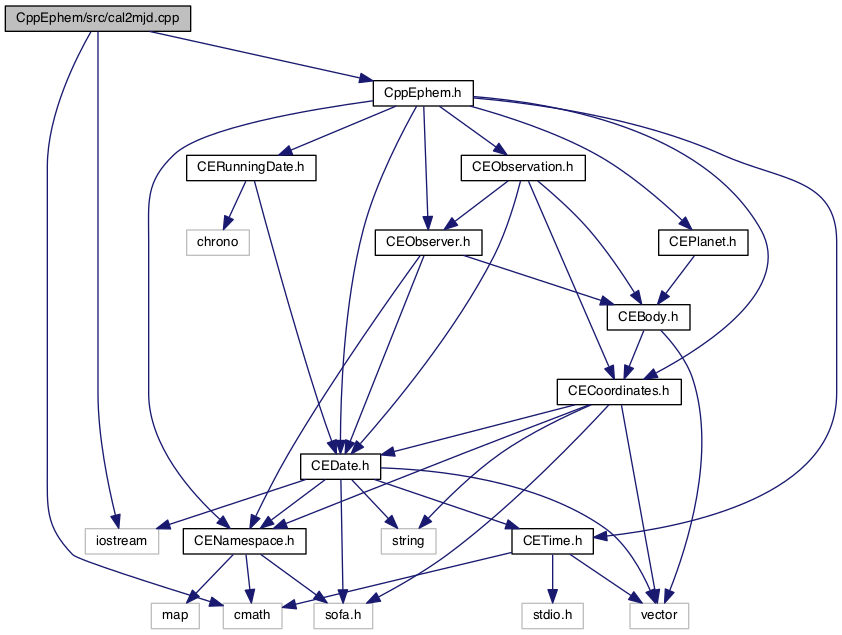 CppEphem/src/cal2mjd.cpp
CppEphem.h
CERunningDate.h
CEObservation.h
chrono
CEObserver.h
CEPlanet.h
CEBody.h
CECoordinates.h
CEDate.h
iostream
CENamespace.h
string
CETime.h
map
cmath
sofa.h
stdio.h
vector